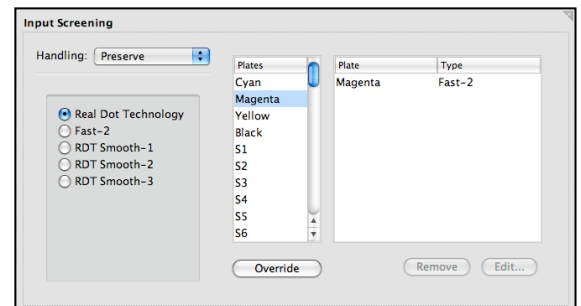 Input Screening
Handling: Preserve
Real Dot Technology
Fast-2
RDT Smooth-1
RDT Smooth-2
RDT Smooth-3
Plates
Cyan
Magenta
Yellow
Black
S1
S2
S3
S4
S5
S6
Override
Plate Type
Magenta Fast-2
Remove Edit...